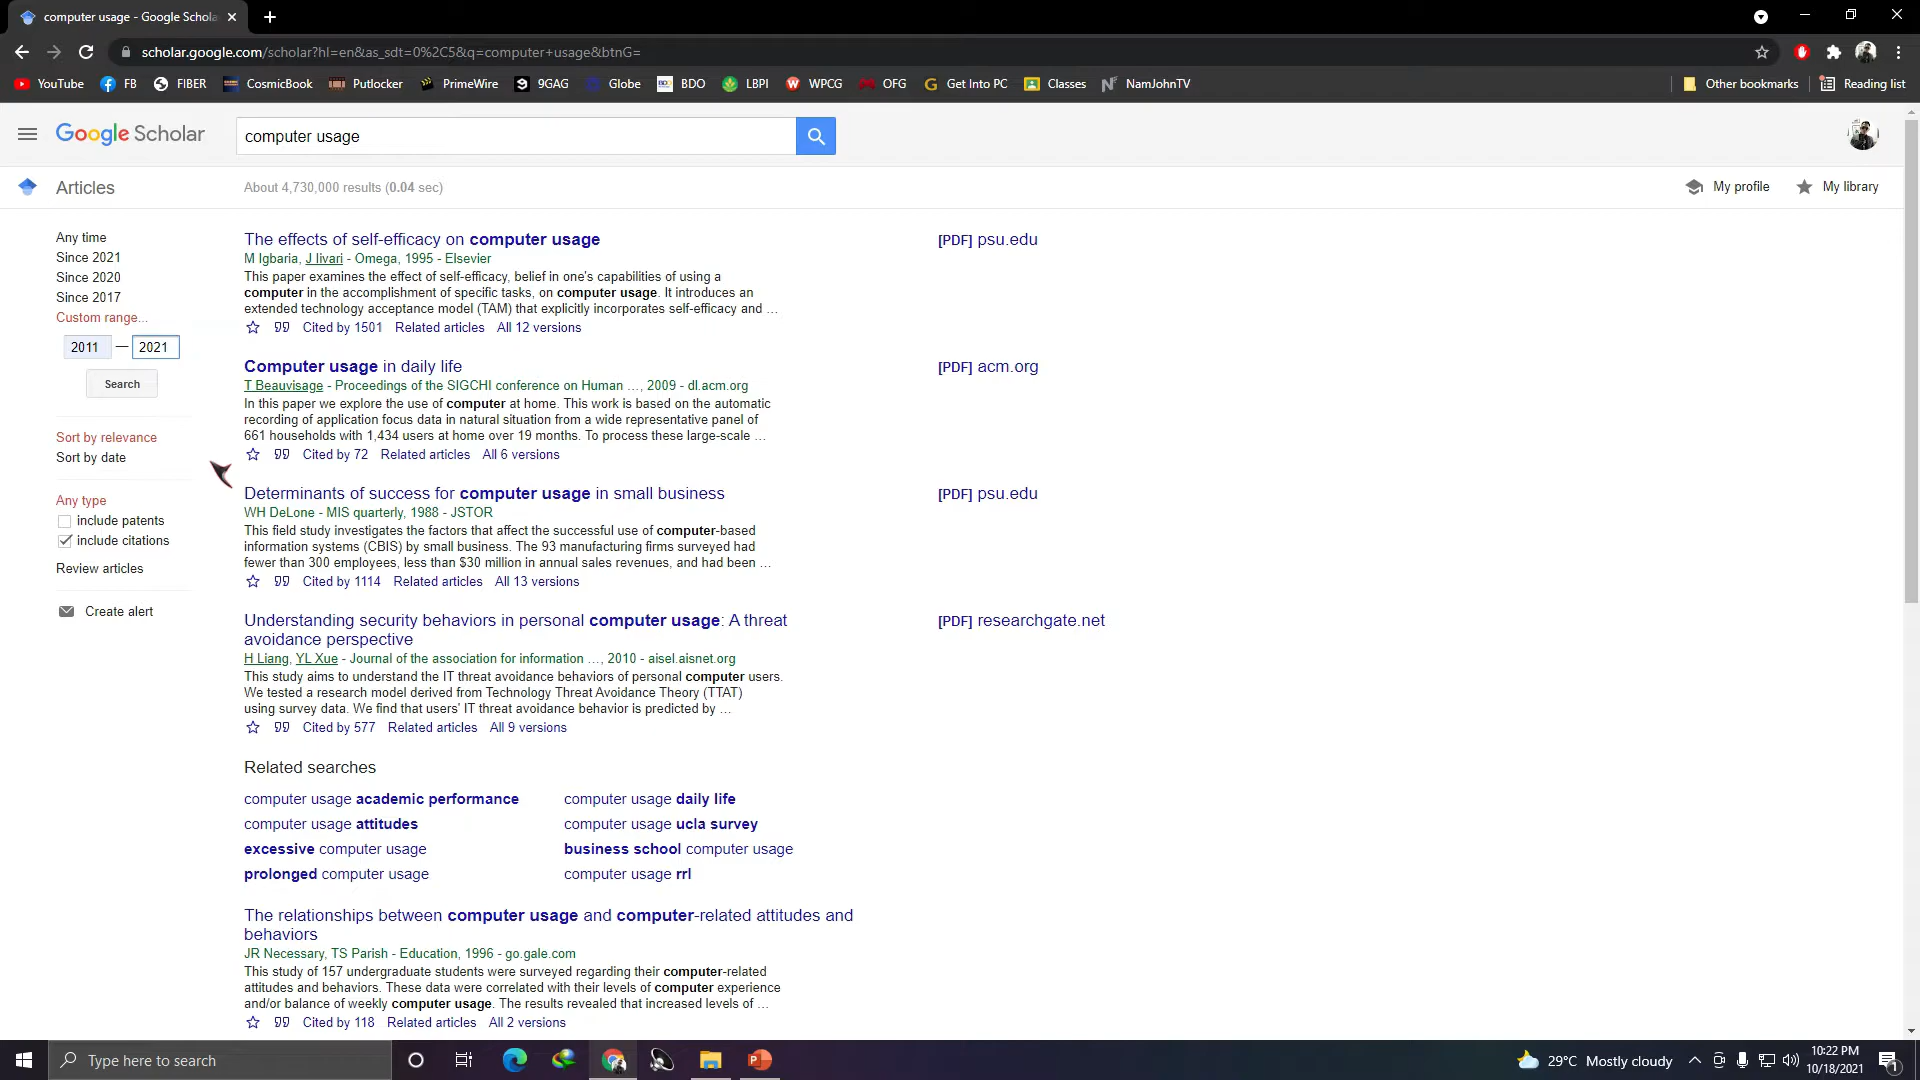 computer usage - Google Schola
scholar.google.com/scholar?hl=en&as_sdt=0%2C5&q=computer+usage&btnG=
YouTube FB FIBER CosmicBook Putlocker PrimeWire 9GAG Globe BDO LBPI WPCG OFG Get Into PC Classes NamJohnTV Other bookmarks Reading list
Google Scholar computer usage
Articles About 4,730,000 results (0.04 sec) My profile My library
Any time
Since 2021
Since 2020
Since 2017
Custom range...
2011 — 2021
Search
Sort by relevance
Sort by date
Any type
include patents
include citations
Review articles
Create alert
The effects of self-efficacy on computer usage [PDF] psu.edu
M Igbaria, J Iivari - Omega, 1995 - Elsevier
This paper examines the effect of self-efficacy, belief in one's capabilities of using a
computer in the accomplishment of specific tasks, on computer usage. It introduces an
extended technology acceptance model (TAM) that explicitly incorporates self-efficacy and …
Cited by 1501 Related articles All 12 versions
Computer usage in daily life [PDF] acm.org
T Beauvisage - Proceedings of the SIGCHI conference on Human …, 2009 - dl.acm.org
In this paper we explore the use of computer at home. This work is based on the automatic
recording of application focus data in natural situation from a wide representative panel of
661 households with 1,434 users at home over 19 months. To process these large-scale …
Cited by 72 Related articles All 6 versions
Determinants of success for computer usage in small business [PDF] psu.edu
WH DeLone - MIS quarterly, 1988 - JSTOR
This field study investigates the factors that affect the successful use of computer-based
information systems (CBIS) by small business. The 93 manufacturing firms surveyed had
fewer than 300 employees, less than $30 million in annual sales revenues, and had been …
Cited by 1114 Related articles All 13 versions
Understanding security behaviors in personal computer usage: A threat [PDF] researchgate.net
avoidance perspective
H Liang, YL Xue - Journal of the association for information …, 2010 - aisel.aisnet.org
This study aims to understand the IT threat avoidance behaviors of personal computer users.
We tested a research model derived from Technology Threat Avoidance Theory (TTAT)
using survey data. We find that users' IT threat avoidance behavior is predicted by …
Cited by 577 Related articles All 9 versions
Related searches
computer usage academic performance computer usage daily life
computer usage attitudes computer usage ucla survey
excessive computer usage business school computer usage
prolonged computer usage computer usage rrl
The relationships between computer usage and computer-related attitudes and
behaviors
JR Necessary, TS Parish - Education, 1996 - go.gale.com
This study of 157 undergraduate students were surveyed regarding their computer-related
attitudes and behaviors. These data were correlated with their levels of computer experience
and/or balance of weekly computer usage. The results revealed that increased levels of …
Cited by 118 Related articles All 2 versions
Type here to search 29°C Mostly cloudy 10:22 PM
10/18/2021 1